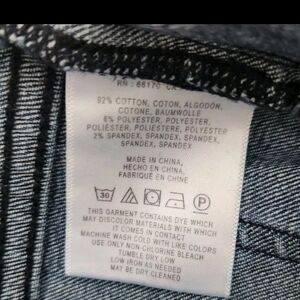 RN : 66170 CA
92% COTTON, COTON, ALGODÓN,
COTONE, BAUMWOLLE
6% POLYESTER, POLYESTER,
POLIÉSTER, POLIESTERE, POLYESTER
2% SPANDEX, SPANDEX,
SPANDEX, SPANDEX, SPANDEX
MADE IN CHINA,
HECHO EN CHINA,
FABRIQUE EN CHINE
30
P
THIS GARMENT CONTAINS DYE WHICH
MAY DISCOLOR MATERIALS WITH WHICH
IT COMES IN CONTACT
MACHINE WASH COLD WITH LIKE COLORS
USE ONLY NON-CHLORINE BLEACH
TUMBLE DRY LOW
LOW IRON AS NEEDED
MAY BE DRY CLEANED